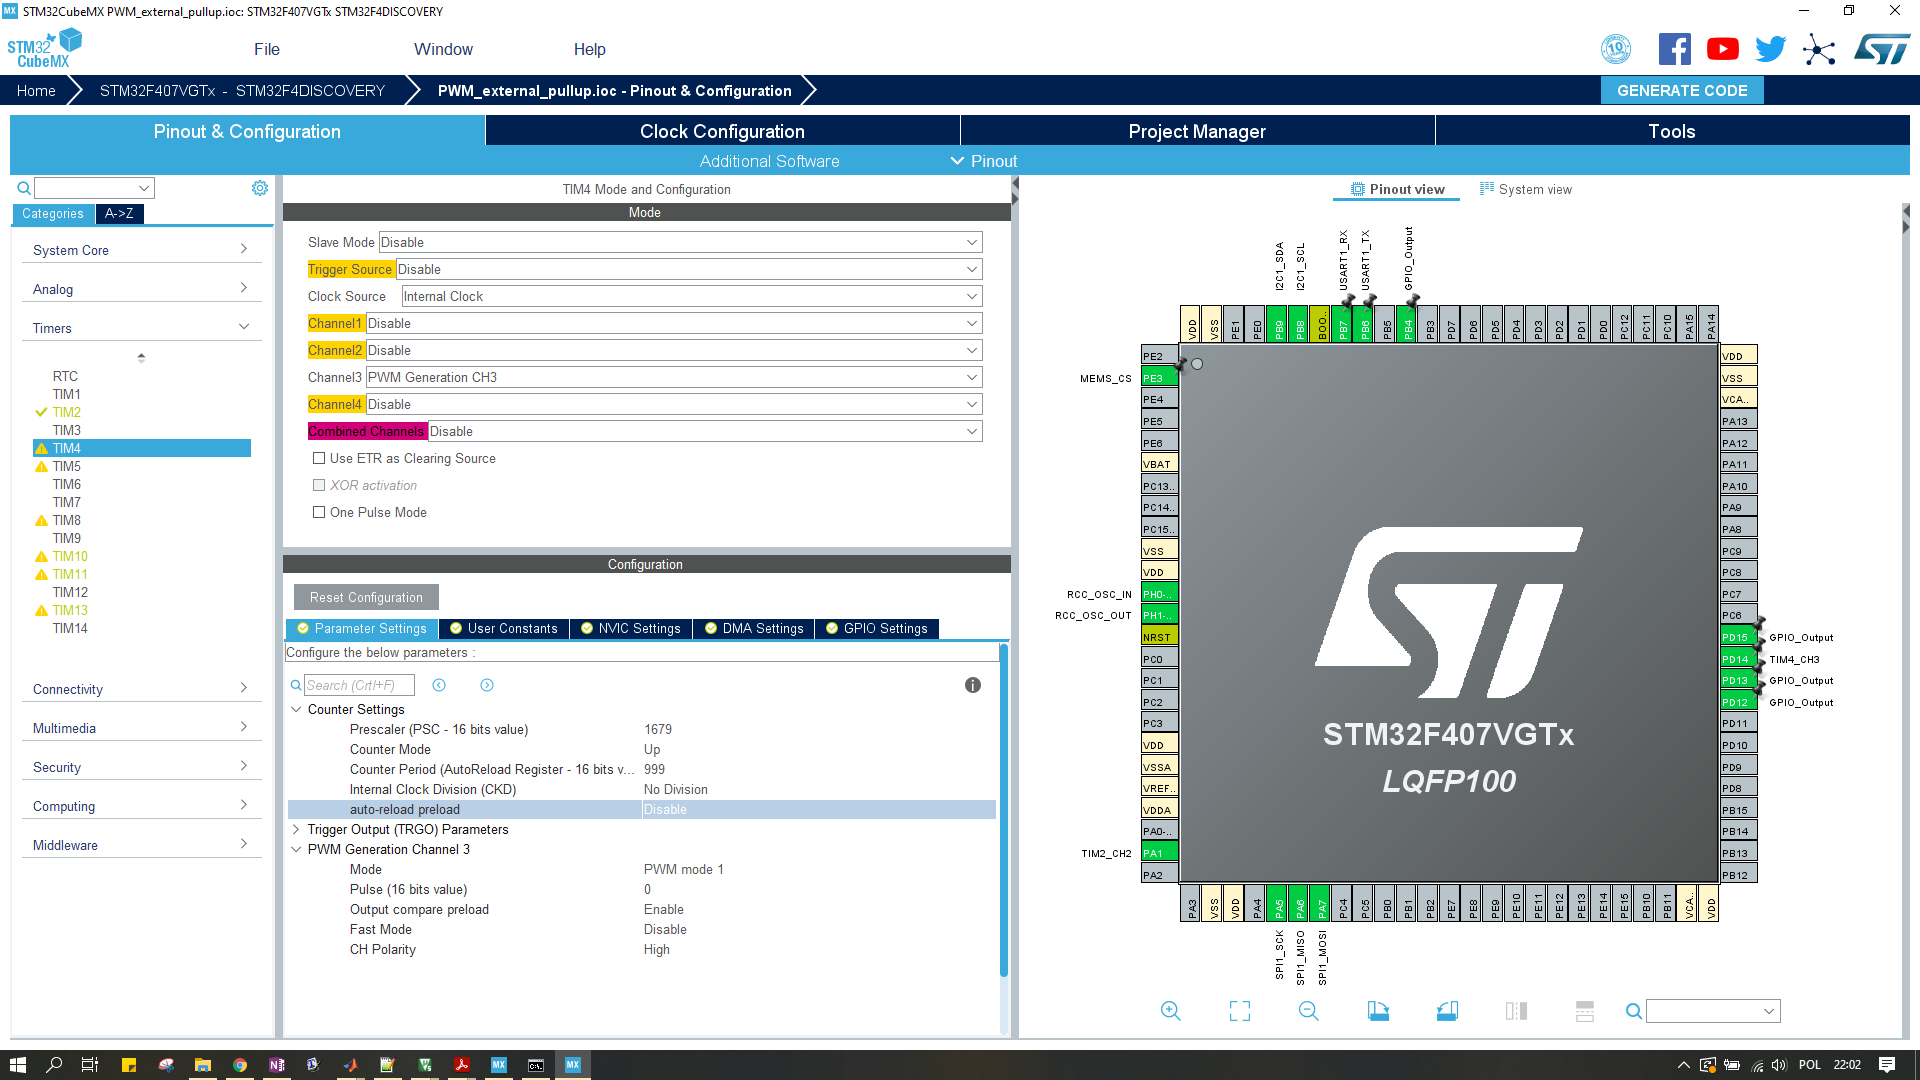 STM32CubeMX PWM_external_pullup.ioc: STM32F407VGTx STM32F4DISCOVERY
STM32 CubeMX
File
Window
Help
10
Home
STM32F407VGTx - STM32F4DISCOVERY
PWM_external_pullup.ioc - Pinout & Configuration
GENERATE CODE
Pinout & Configuration
Clock Configuration
Project Manager
Tools
Additional Software
Pinout
Categories
A->Z
System Core
Analog
Timers
RTC
TIM1
TIM2
TIM3
TIM4
TIM5
TIM6
TIM7
TIM8
TIM9
TIM10
TIM11
TIM12
TIM13
TIM14
Connectivity
Multimedia
Security
Computing
Middleware
TIM4 Mode and Configuration
Mode
Slave Mode Disable
Trigger Source Disable
Clock Source Internal Clock
Channel1 Disable
Channel2 Disable
Channel3 PWM Generation CH3
Channel4 Disable
Combined Channels Disable
Use ETR as Clearing Source
XOR activation
One Pulse Mode
Configuration
Reset Configuration
Parameter Settings
User Constants
NVIC Settings
DMA Settings
GPIO Settings
Configure the below parameters :
Search (Crtl+F)
Counter Settings
Prescaler (PSC - 16 bits value) 1679
Counter Mode Up
Counter Period (AutoReload Register - 16 bits v... 999
Internal Clock Division (CKD) No Division
auto-reload preload Disable
Trigger Output (TRGO) Parameters
PWM Generation Channel 3
Mode PWM mode 1
Pulse (16 bits value) 0
Output compare preload Enable
Fast Mode Disable
CH Polarity High
Pinout view
System view
I2C1_SDA
I2C1_SCL
USART1_RX
USART1_TX
GPIO_Output
VDD VSS PE1 PE0 PB9 PB8 BOO.. PB7 PB6 PB5 PB4 PB3 PD7 PD6 PD5 PD4 PD3 PD2 PD1 PD0 PC12 PC11 PC10 PA15 PA14
PE2
MEMS_CS PE3
PE4
PE5
PE6
VBAT
PC13..
PC14..
PC15..
VSS
VDD
RCC_OSC_IN PH0-..
RCC_OSC_OUT PH1-..
NRST
PC0
PC1
PC2
PC3
VDD
VSSA
VREF..
VDDA
PA0-..
TIM2_CH2 PA1
PA2
STM32F407VGTx
LQFP100
VDD
VSS
VCA..
PA13
PA12
PA11
PA10
PA9
PA8
PC9
PC8
PC7
PC6
PD15 GPIO_Output
PD14 TIM4_CH3
PD13 GPIO_Output
PD12 GPIO_Output
PD11
PD10
PD9
PD8
PB15
PB14
PB13
PB12
PA3 VSS VDD PA4 PA5 PA6 PA7 PC4 PC5 PB0 PB1 PB2 PE7 PE8 PE9 PE10 PE11 PE12 PE13 PE14 PE15 PB10 PB11 VCA.. VDD
SPI1_SCK
SPI1_MISO
SPI1_MOSI
POL
22:02